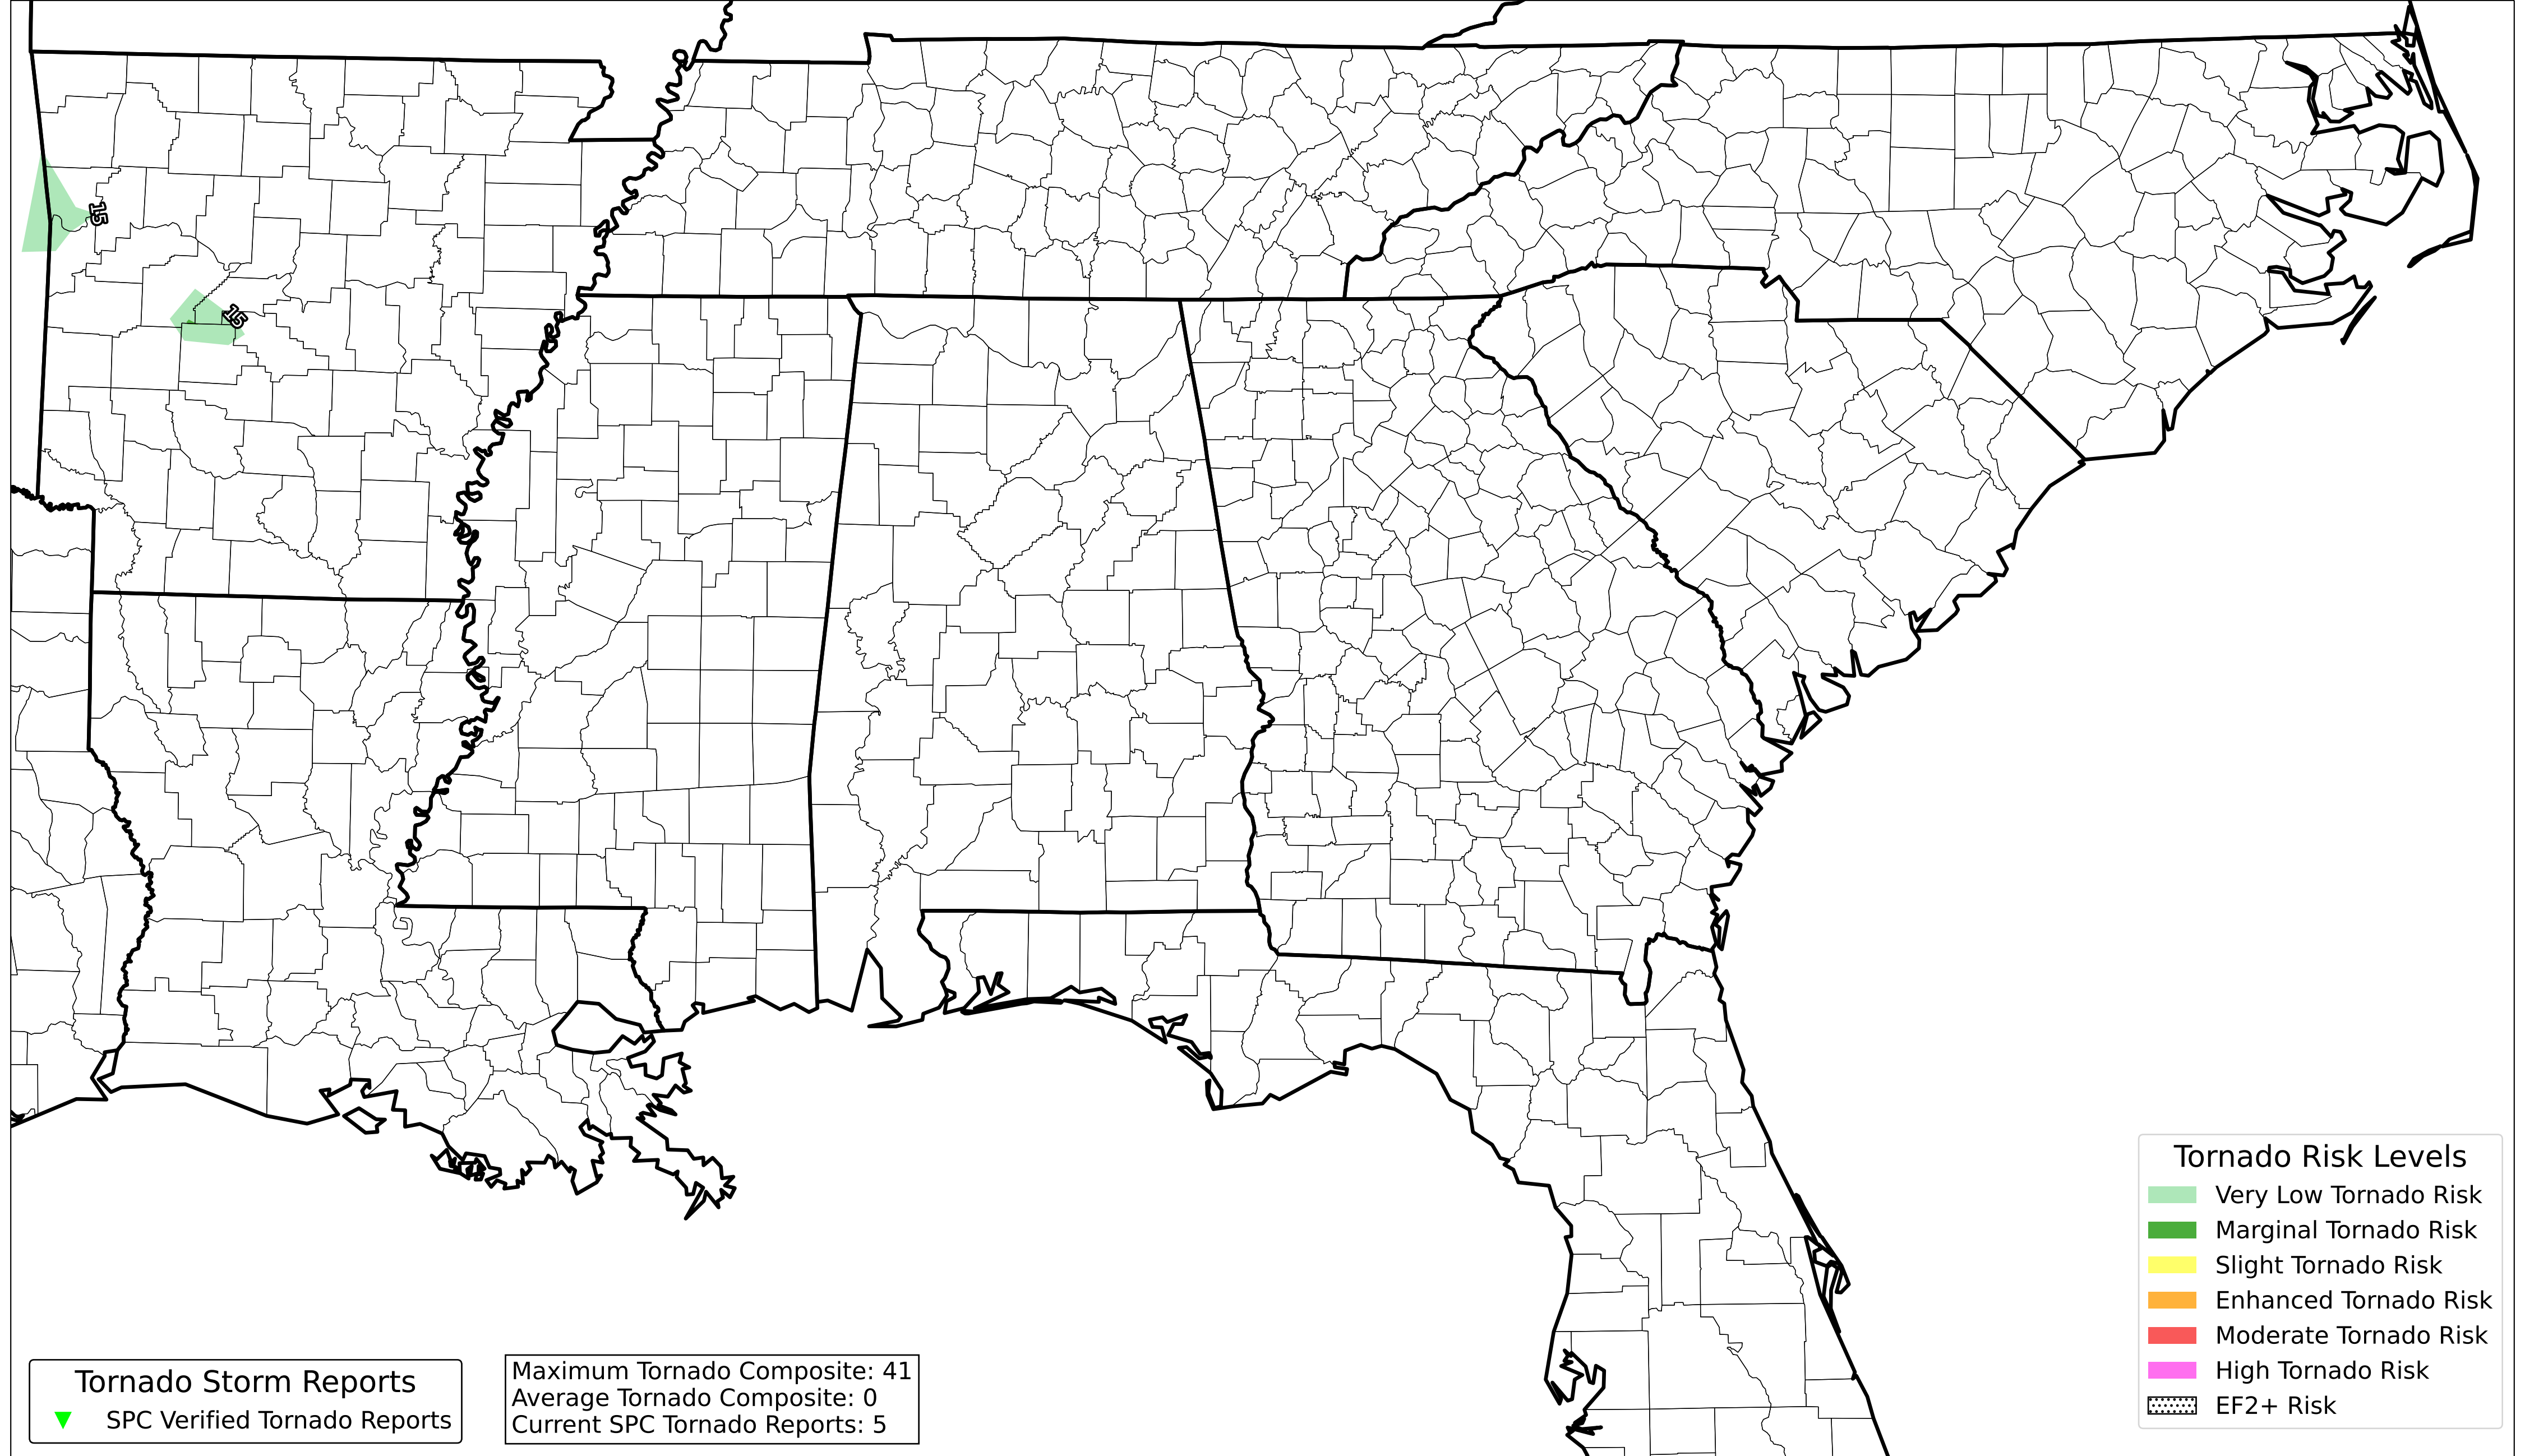 15
15
Tornado Storm Reports
SPC Verified Tornado Reports
Maximum Tornado Composite: 41
Average Tornado Composite: 0
Current SPC Tornado Reports: 5
Tornado Risk Levels
Very Low Tornado Risk
Marginal Tornado Risk
Slight Tornado Risk
Enhanced Tornado Risk
Moderate Tornado Risk
High Tornado Risk
EF2+ Risk